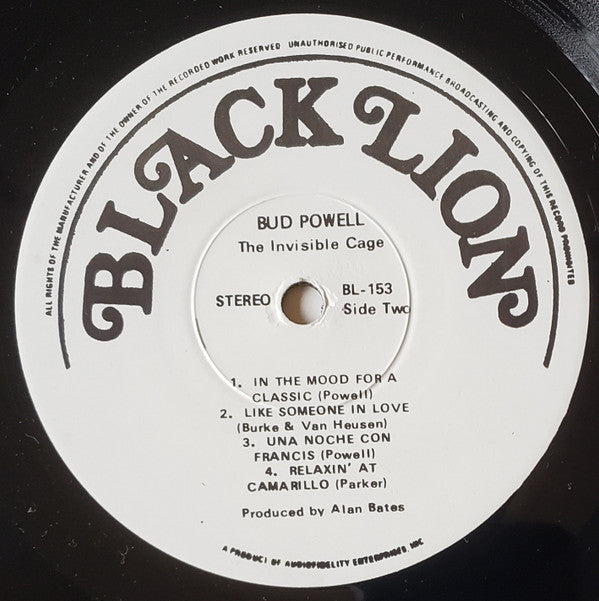 ALL RIGHTS OF THE MANUFACTURER AND OF THE OWNER OF THE RECORDED WORK RESERVED UNAUTHORISED PUBLIC PERFORMANCE BROADCASTING AND COPYING OF THIS RECORD PROHIBITED
BLACK LION
BUD POWELL
The Invisible Cage
STEREO
BL-153
Side Two
1. IN THE MOOD FOR A
CLASSIC (Powell)
2. LIKE SOMEONE IN LOVE
(Burke & Van Heusen)
3. UNA NOCHE CON
FRANCIS (Powell)
4. RELAXIN' AT
CAMARILLO (Parker)
Produced by Alan Bates
A PRODUCT OF AUDIOFIDELITY ENTERPRISES, INC